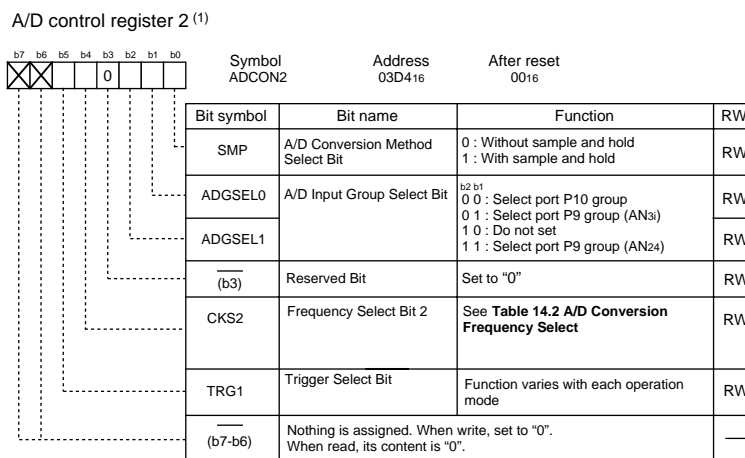 A/D control register 2 (1)
b7 b6 b5 b4 b3 b2 b1 b0
0
Symbol Address After reset
ADCON2 03D416 0016
Bit symbol Bit name Function RW
SMP A/D Conversion Method Select Bit 0 : Without sample and hold RW
1 : With sample and hold
ADGSEL0 A/D Input Group Select Bit b2 b1 RW
0 0 : Select port P10 group
0 1 : Select port P9 group (AN3i)
ADGSEL1 1 0 : Do not set RW
1 1 : Select port P9 group (AN24)
(b3) Reserved Bit Set to “0” RW
CKS2 Frequency Select Bit 2 See Table 14.2 A/D Conversion RW
Frequency Select
TRG1 Trigger Select Bit Function varies with each operation RW
mode
(b7-b6) Nothing is assigned. When write, set to “0”. —
When read, its content is “0”.